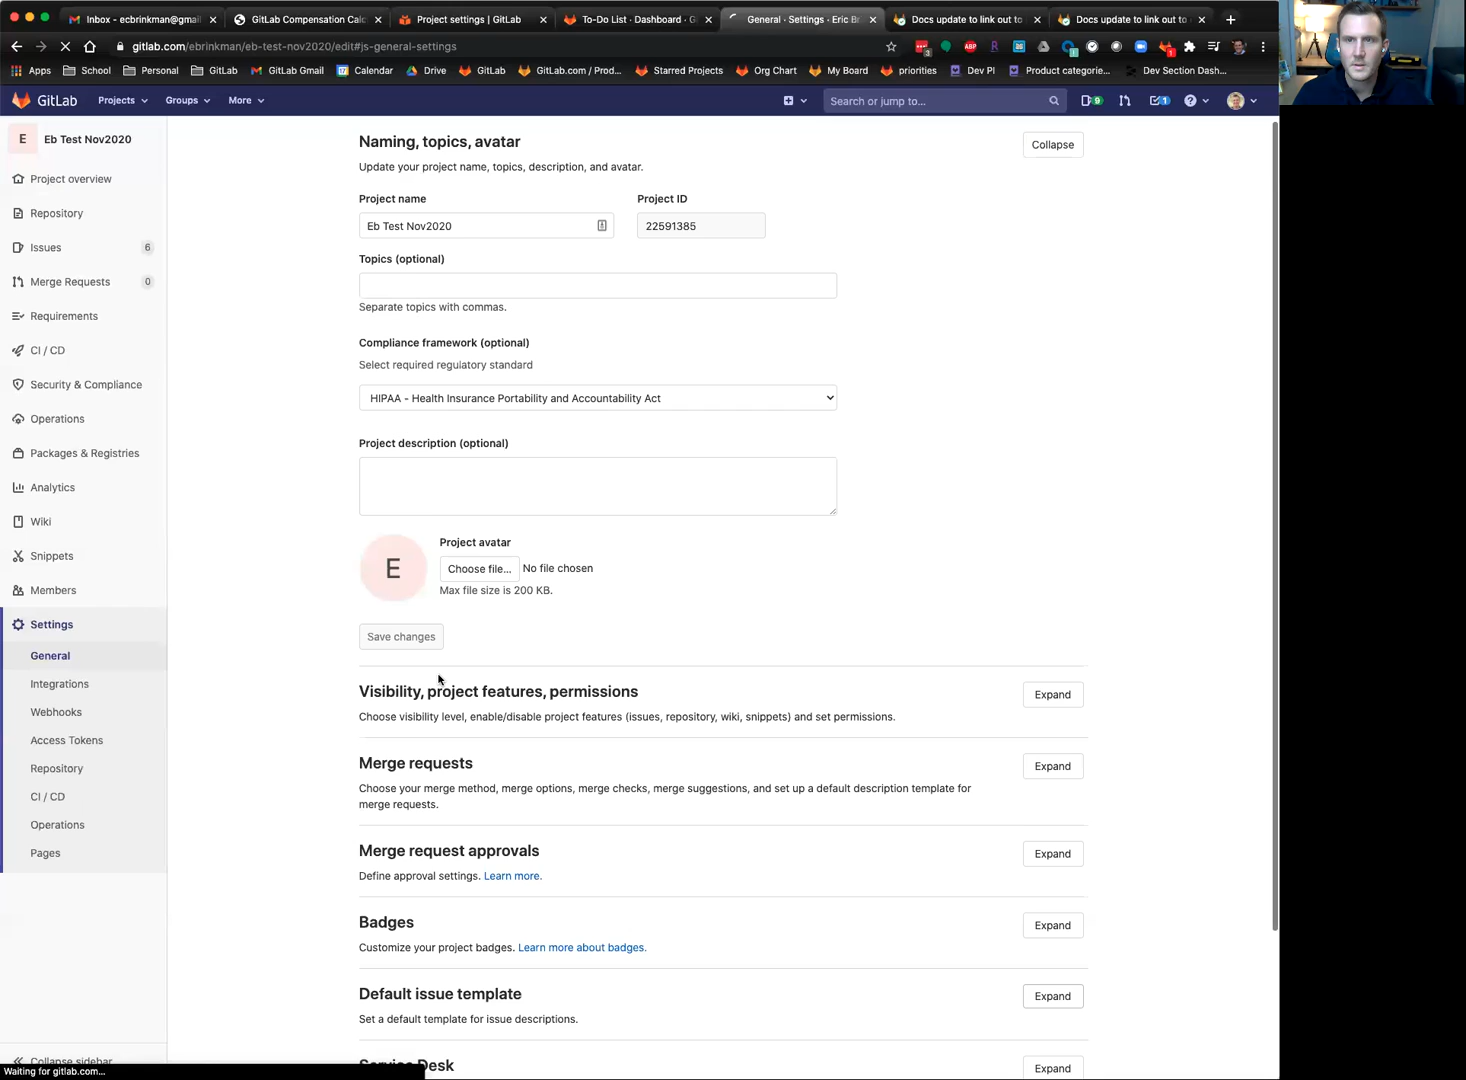 Inbox - ecbrinkman@gmai
GitLab Compensation Calc
Project settings | GitLab
To-Do List · Dashboard · G
General · Settings · Eric Br
Docs update to link out to
Docs update to link out to
gitlab.com/ebrinkman/eb-test-nov2020/edit#js-general-settings
Apps School Personal GitLab GitLab Gmail Calendar Drive GitLab GitLab.com / Prod... Starred Projects Org Chart My Board priorities Dev PI Product categorie... Dev Section Dash...
GitLab Projects Groups More Search or jump to... 9 1
E Eb Test Nov2020
Project overview
Repository
Issues 6
Merge Requests 0
Requirements
CI / CD
Security & Compliance
Operations
Packages & Registries
Analytics
Wiki
Snippets
Members
Settings
General
Integrations
Webhooks
Access Tokens
Repository
CI / CD
Operations
Pages
Collapse sidebar
Waiting for gitlab.com...
Naming, topics, avatar
Collapse
Update your project name, topics, description, and avatar.
Project name
Project ID
Eb Test Nov2020
22591385
Topics (optional)
Separate topics with commas.
Compliance framework (optional)
Select required regulatory standard
HIPAA - Health Insurance Portability and Accountability Act
Project description (optional)
E
Project avatar
Choose file... No file chosen
Max file size is 200 KB.
Save changes
Visibility, project features, permissions
Expand
Choose visibility level, enable/disable project features (issues, repository, wiki, snippets) and set permissions.
Merge requests
Expand
Choose your merge method, merge options, merge checks, merge suggestions, and set up a default description template for
merge requests.
Merge request approvals
Expand
Define approval settings. Learn more.
Badges
Expand
Customize your project badges. Learn more about badges.
Default issue template
Expand
Set a default template for issue descriptions.
Service Desk
Expand